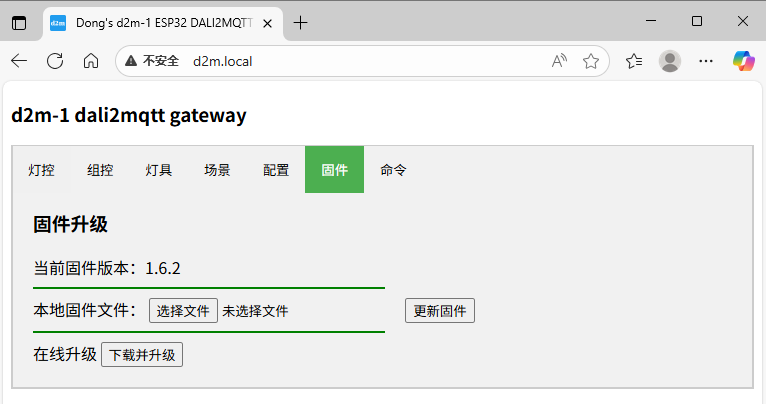 d2m
Dong's d2m-1 ESP32 DALI2MQTT
不安全 d2m.local
d2m-1 dali2mqtt gateway
灯控 组控 灯具 场景 配置 固件 命令
固件升级
当前固件版本：1.6.2
本地固件文件： 选择文件 未选择文件 更新固件
在线升级 下载并升级